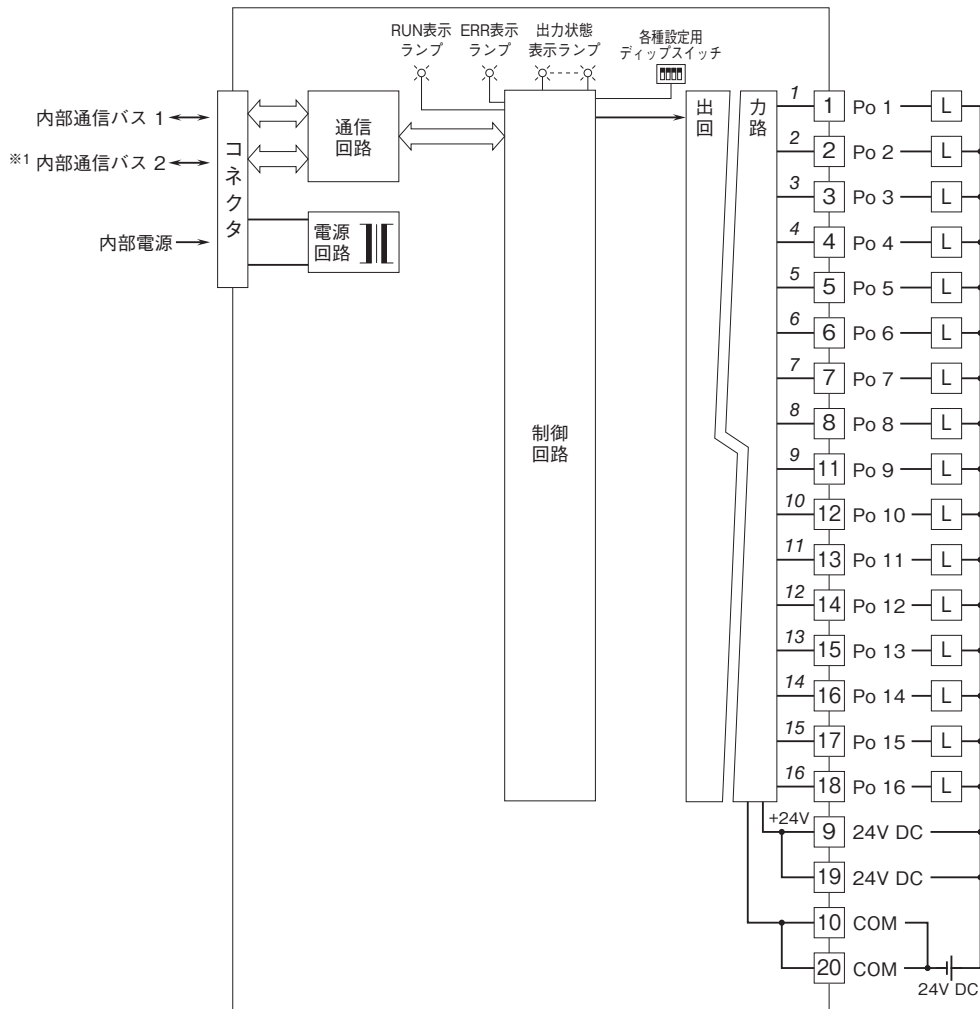 RUN表示
ランプ
ERR表示
ランプ
出力状態
表示ランプ
各種設定用
ディップスイッチ
内部通信バス 1
※1 内部通信バス 2
内部電源
コネクタ
通信
回路
電源
回路
制御
回路
出力
回路
1 1 Po 1 L
2 2 Po 2 L
3 3 Po 3 L
4 4 Po 4 L
5 5 Po 5 L
6 6 Po 6 L
7 7 Po 7 L
8 8 Po 8 L
9 11 Po 9 L
10 12 Po 10 L
11 13 Po 11 L
12 14 Po 12 L
13 15 Po 13 L
14 16 Po 14 L
15 17 Po 15 L
16 18 Po 16 L
+24V 9 24V DC
19 24V DC
10 COM
20 COM
24V DC